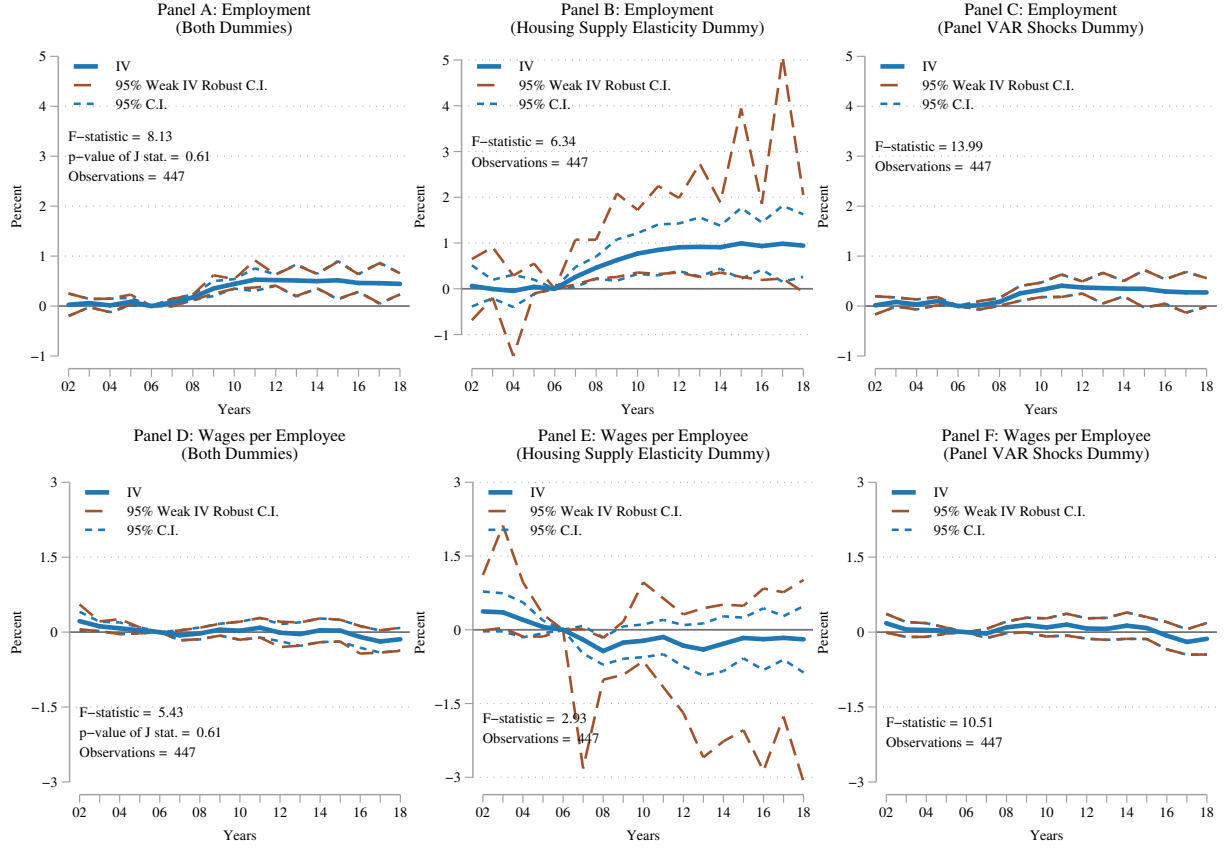 Panel A: Employment
(Both Dummies)
5
4
3
2
1
0
−1
Percent
IV
95% Weak IV Robust C.I.
95% C.I.
F−statistic = 8.13
p−value of J stat. = 0.61
Observations = 447
02 04 06 08 10 12 14 16 18
Years
Panel B: Employment
(Housing Supply Elasticity Dummy)
5
4
3
2
1
0
−1
Percent
IV
95% Weak IV Robust C.I.
95% C.I.
F−statistic = 6.34
Observations = 447
02 04 06 08 10 12 14 16 18
Years
Panel C: Employment
(Panel VAR Shocks Dummy)
5
4
3
2
1
0
−1
Percent
IV
95% Weak IV Robust C.I.
95% C.I.
F−statistic = 13.99
Observations = 447
02 04 06 08 10 12 14 16 18
Years
Panel D: Wages per Employee
(Both Dummies)
3
1.5
0
−1.5
−3
Percent
IV
95% Weak IV Robust C.I.
95% C.I.
F−statistic = 5.43
p−value of J stat. = 0.61
Observations = 447
02 04 06 08 10 12 14 16 18
Years
Panel E: Wages per Employee
(Housing Supply Elasticity Dummy)
3
1.5
0
−1.5
−3
Percent
IV
95% Weak IV Robust C.I.
95% C.I.
F−statistic = 2.93
Observations = 447
02 04 06 08 10 12 14 16 18
Years
Panel F: Wages per Employee
(Panel VAR Shocks Dummy)
3
1.5
0
−1.5
−3
Percent
IV
95% Weak IV Robust C.I.
95% C.I.
F−statistic = 10.51
Observations = 447
02 04 06 08 10 12 14 16 18
Years